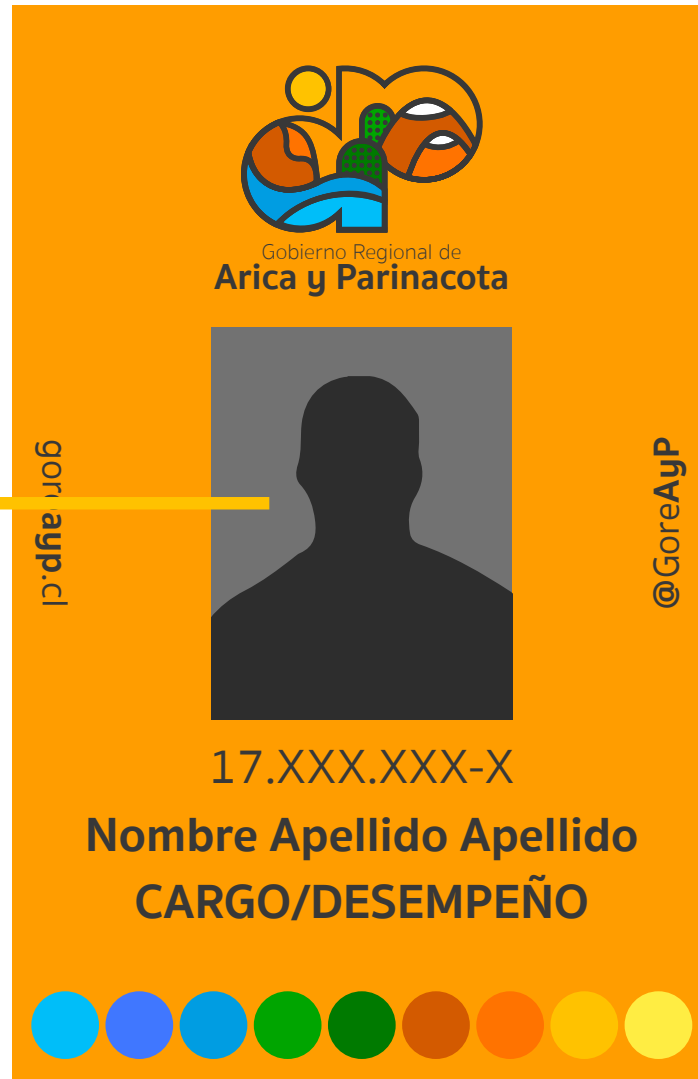 Gobierno Regional de
Arica y Parinacota
goreayp.cl
@GoreAyP
17.XXX.XXX-X
Nombre Apellido Apellido
CARGO/DESEMPEÑO